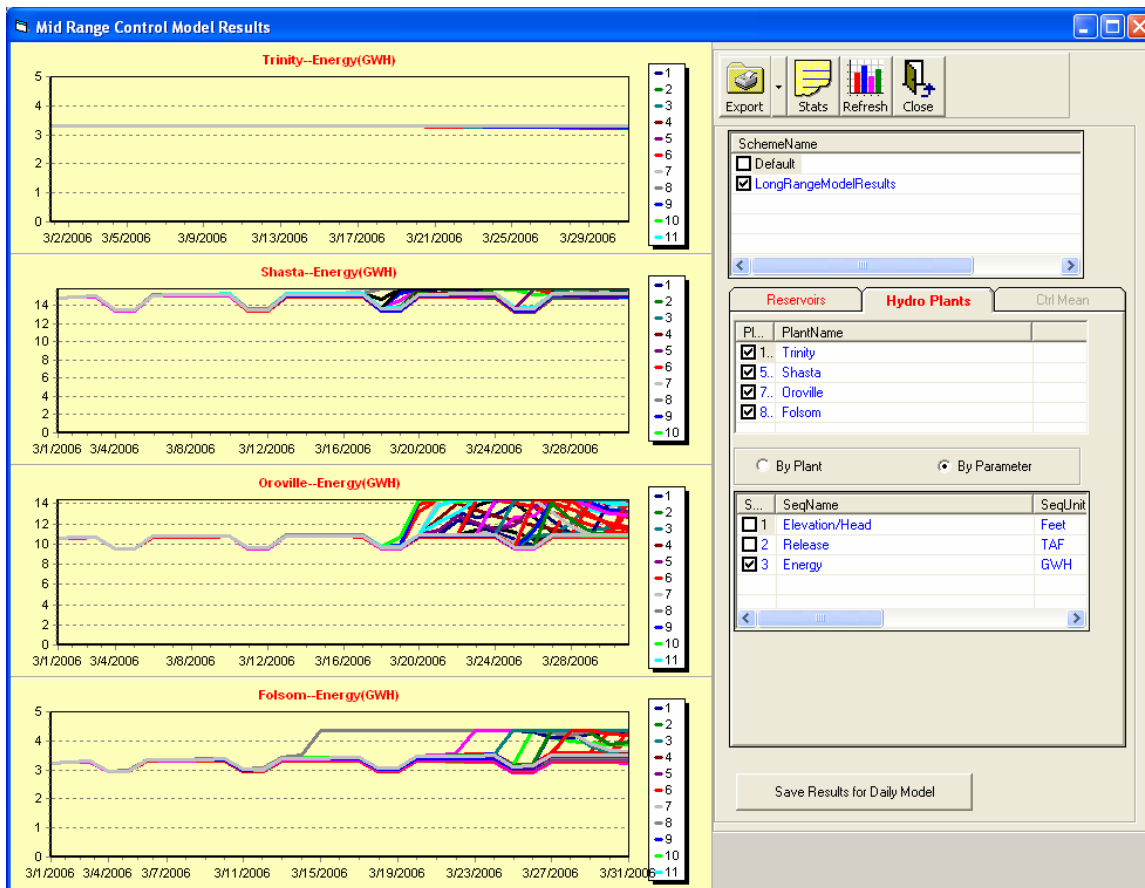 Mid Range Control Model Results
Trinity--Energy(GWH)
5
4
3
2
1
0
3/2/2006 3/5/2006 3/9/2006 3/13/2006 3/17/2006 3/21/2006 3/25/2006 3/29/2006
1
2
3
4
5
6
7
8
9
10
11
Shasta--Energy(GWH)
14
12
10
8
6
4
2
0
3/1/2006 3/4/2006 3/8/2006 3/12/2006 3/16/2006 3/20/2006 3/24/2006 3/28/2006
1
2
3
4
5
6
7
8
9
10
Oroville--Energy(GWH)
14
12
10
8
6
4
2
0
3/1/2006 3/4/2006 3/8/2006 3/12/2006 3/16/2006 3/20/2006 3/24/2006 3/28/2006
1
2
3
4
5
6
7
8
9
10
11
Folsom--Energy(GWH)
5
4
3
2
1
0
3/1/2006 3/4/2006 3/7/2006 3/11/2006 3/15/2006 3/19/2006 3/23/2006 3/27/2006 3/31/2006
1
2
3
4
5
6
7
8
9
10
11
Export Stats Refresh Close
SchemeName
Default
LongRangeModelResults
Reservoirs Hydro Plants Ctrl Mean
Pl... PlantName
1.. Trinity
5.. Shasta
7.. Oroville
8.. Folsom
By Plant By Parameter
S... SeqName SeqUnit
1 Elevation/Head Feet
2 Release TAF
3 Energy GWH
Save Results for Daily Model